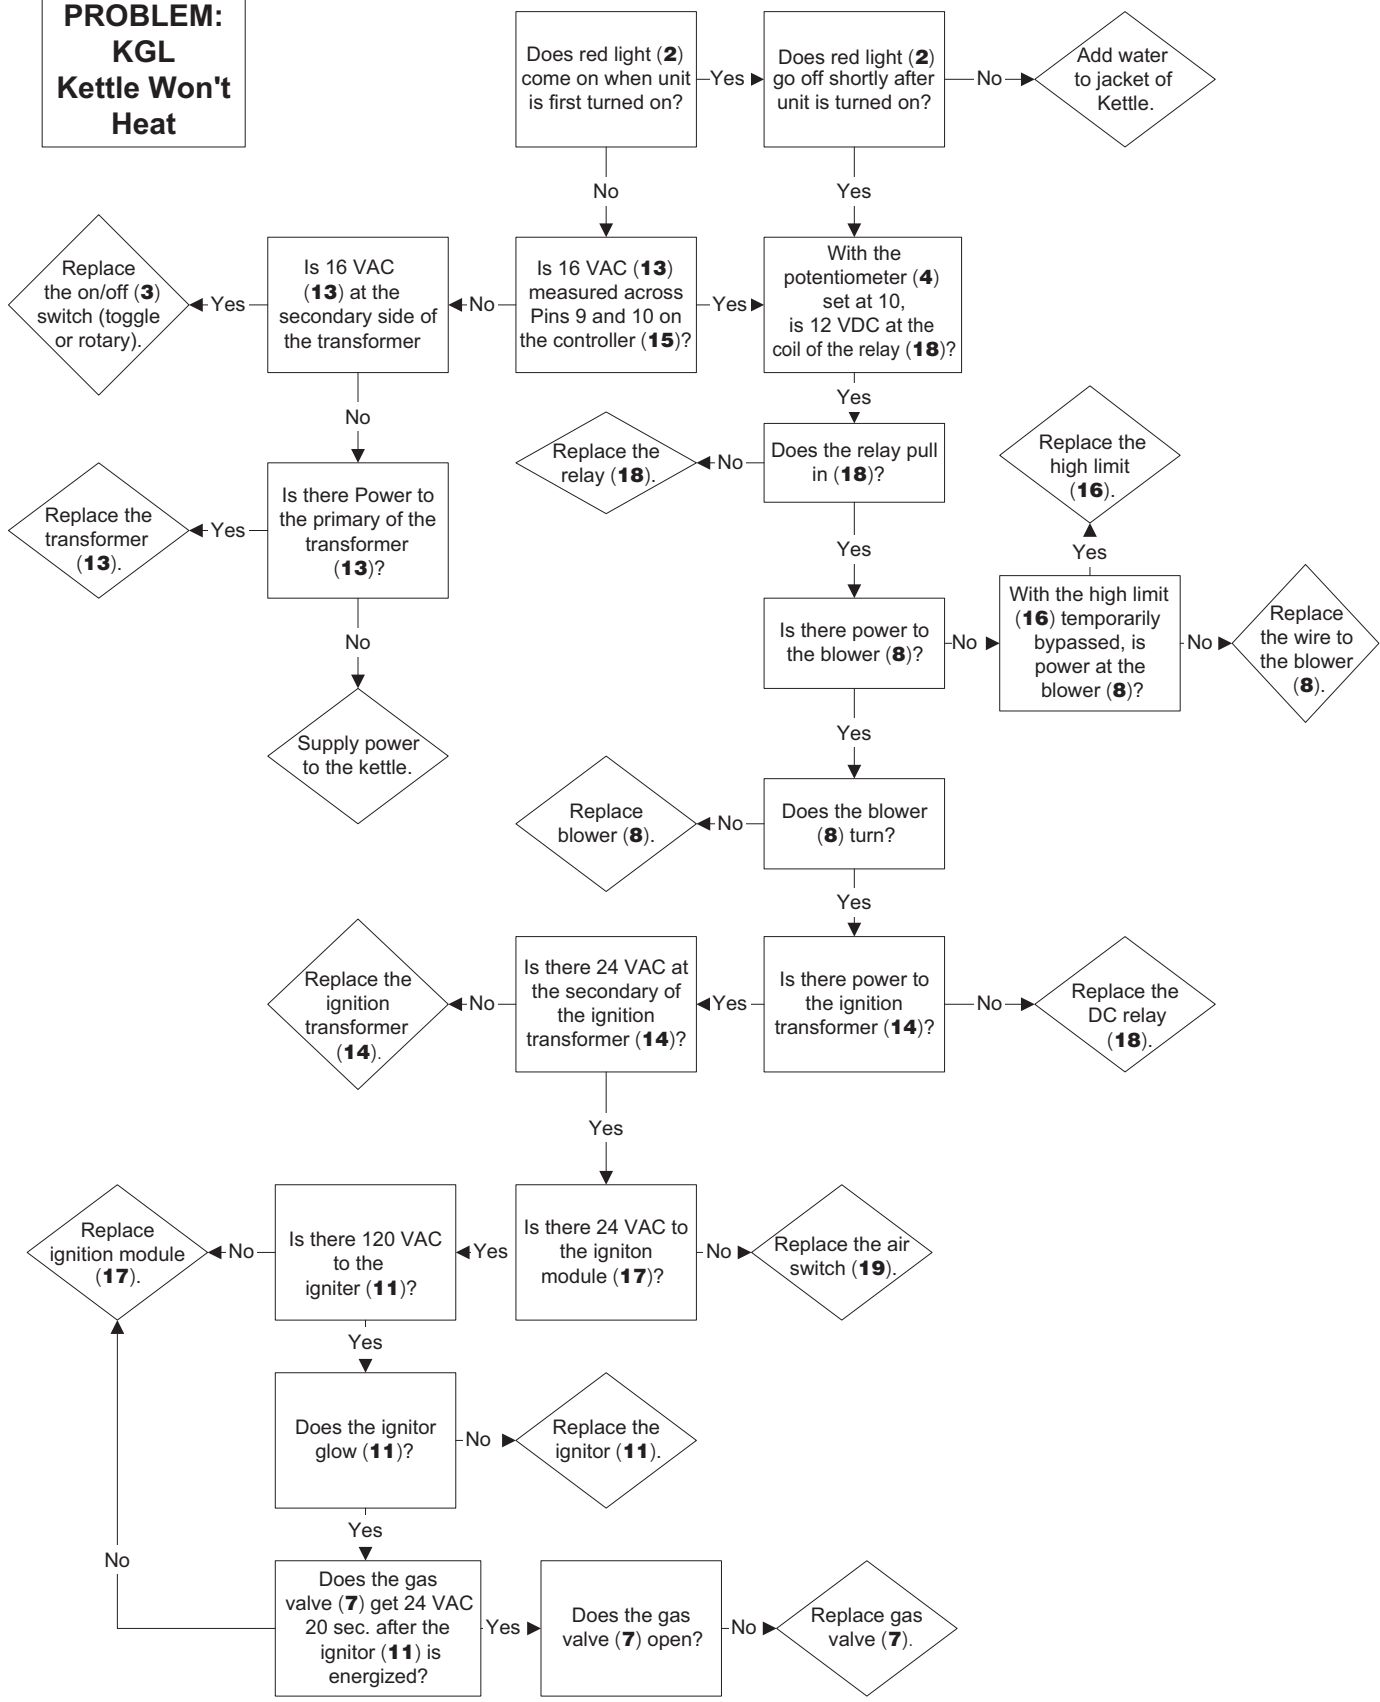 PROBLEM:
KGL
Kettle Won't
Heat
Does red light (2)
come on when unit
is first turned on?
Yes
Does red light (2)
go off shortly after
unit is turned on?
No
Add water
to jacket of
Kettle.
No
Yes
Replace
the on/off (3)
switch (toggle
or rotary).
Yes
Is 16 VAC
(13) at the
secondary side of
the transformer
No
Is 16 VAC (13)
measured across
Pins 9 and 10 on
the controller (15)?
Yes
With the
potentiometer (4)
set at 10,
is 12 VDC at the
coil of the relay (18)?
No
Yes
Replace the
relay (18).
No
Does the relay pull
in (18)?
Replace the
high limit
(16).
Replace the
transformer
(13).
Yes
Is there Power to
the primary of the
transformer
(13)?
Yes
Yes
No
Is there power to
the blower (8)?
No
With the high limit
(16) temporarily
bypassed, is
power at the
blower (8)?
No
Replace
the wire to
the blower
(8).
Supply power
to the kettle.
Yes
Replace
blower (8).
No
Does the blower
(8) turn?
Yes
Replace the
ignition
transformer
(14).
No
Is there 24 VAC at
the secondary of
the ignition
transformer (14)?
Yes
Is there power to
the ignition
transformer (14)?
No
Replace the
DC relay
(18).
Yes
Replace
ignition module
(17).
No
Is there 120 VAC
to the
igniter (11)?
Yes
Is there 24 VAC to
the igniton
module (17)?
No
Replace the air
switch (19).
Yes
Does the ignitor
glow (11)?
No
Replace the
ignitor (11).
Yes
No
Does the gas
valve (7) get 24 VAC
20 sec. after the
ignitor (11) is
energized?
Yes
Does the gas
valve (7) open?
No
Replace gas
valve (7).